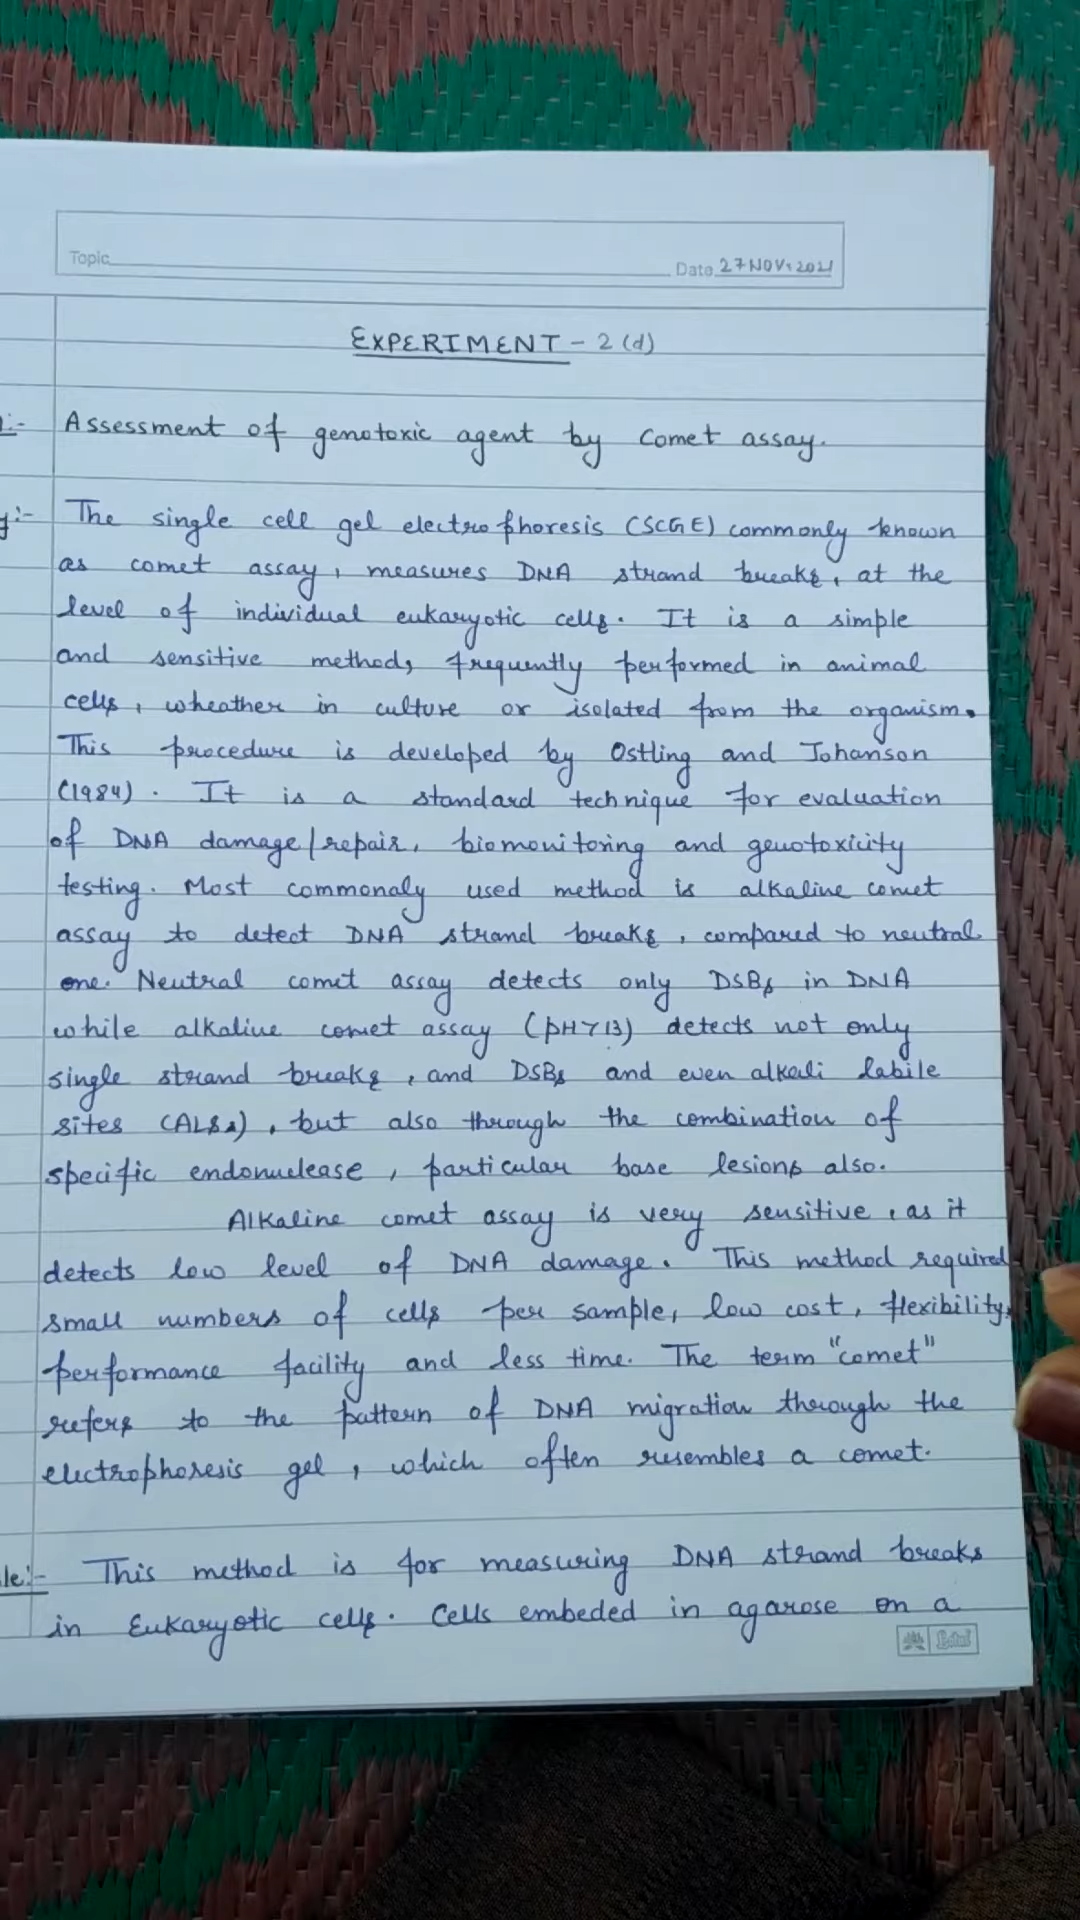 Topic
Date 27 NOV. 2021
EXPERIMENT - 2 (d)
:- Assessment of genotoxic agent by Comet assay.
y:- The single cell gel electrophoresis (SCGE) commonly known
as comet assay, measures DNA strand breaks, at the
level of individual eukaryotic cells. It is a simple
and sensitive method, frequently performed in animal
cells, wheather in culture or isolated from the organism.
This procedure is developed by Ostling and Johanson
(1984). It is a standard technique for evaluation
of DNA damage/repair, biomonitoring and genotoxicity
testing. Most commonaly used method is alkaline comet
assay to detect DNA strand breaks, compared to neutral
one. Neutral comet assay detects only DSBs in DNA
while alkaline comet assay (pH>13) detects not only
single strand breaks, and DSBs and even alkali labile
sites (ALSs), but also through the combination of
specific endonuclease, particular base lesions also.
Alkaline comet assay is very sensitive, as it
detects low level of DNA damage. This method required
small numbers of cells per sample, low cost, flexibility,
performance facility and less time. The term "comet"
refers to the pattern of DNA migration through the
electrophoresis gel, which often resembles a comet.
le:- This method is for measuring DNA strand breaks
in Eukaryotic cells. Cells embeded in agarose on a